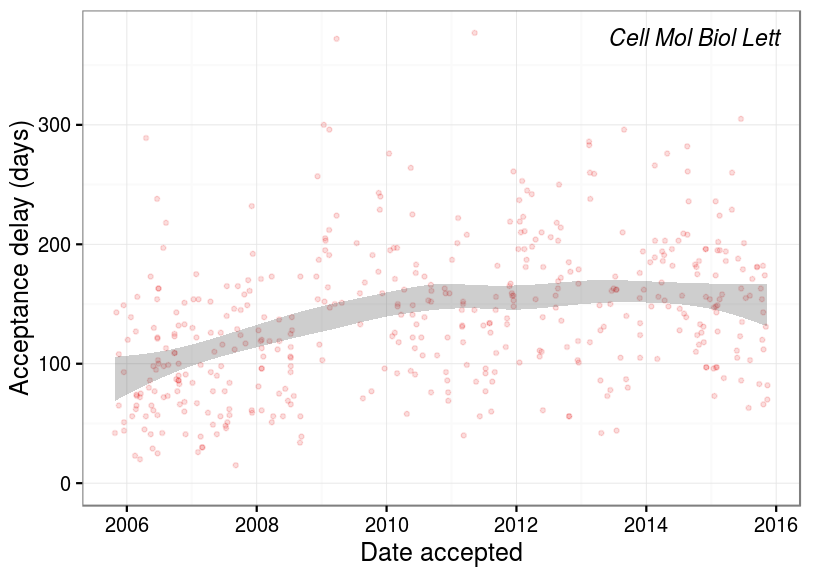 Cell Mol Biol Lett
Acceptance delay (days)
300
200
100
0
2006 2008 2010 2012 2014 2016
Date accepted